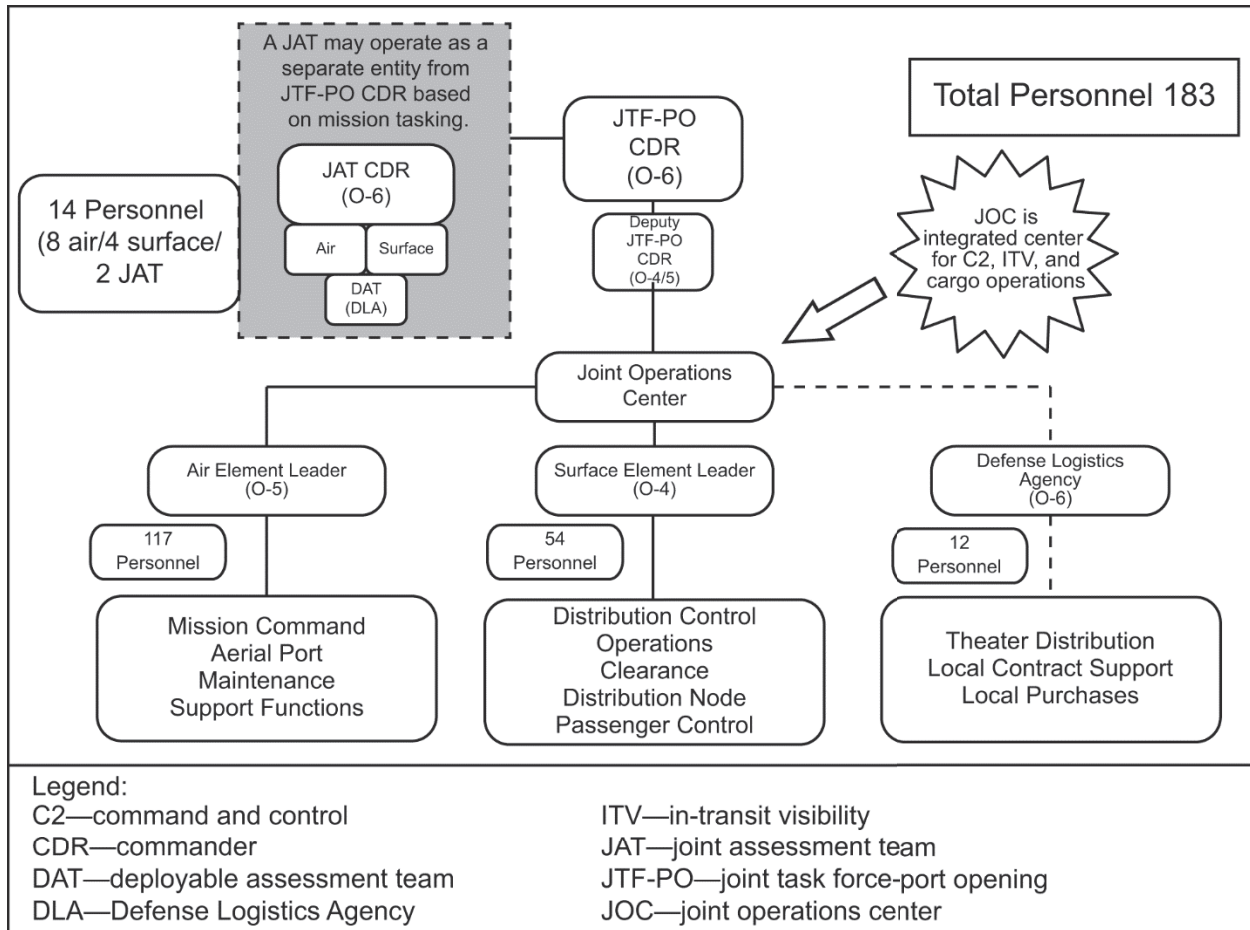 A JAT may operate as a
separate entity from
JTF-PO CDR based
on mission tasking.
JAT CDR
(O-6)
Air
Surface
DAT
(DLA)
14 Personnel
(8 air/4 surface/
2 JAT
JTF-PO
CDR
(O-6)
Deputy
JTF-PO
CDR
(O-4/5)
Total Personnel 183
JOC is
integrated center
for C2, ITV, and
cargo operations
Joint Operations
Center
Air Element Leader
(O-5)
Surface Element Leader
(O-4)
Defense Logistics
Agency
(O-6)
117
Personnel
54
Personnel
12
Personnel
Mission Command
Aerial Port
Maintenance
Support Functions
Distribution Control
Operations
Clearance
Distribution Node
Passenger Control
Theater Distribution
Local Contract Support
Local Purchases
Legend:
C2—command and control
CDR—commander
DAT—deployable assessment team
DLA—Defense Logistics Agency
ITV—in-transit visibility
JAT—joint assessment team
JTF-PO—joint task force-port opening
JOC—joint operations center